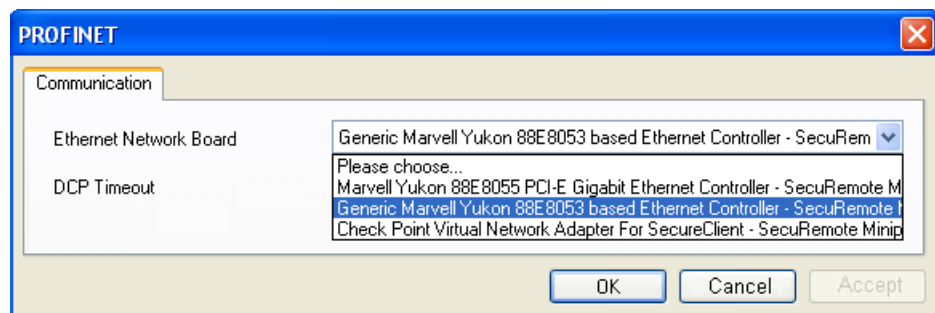 PROFINET
Communication
Ethernet Network Board
Generic Marvell Yukon 88E8053 based Ethernet Controller - SecuRem
Please choose...
Marvell Yukon 88E8055 PCI-E Gigabit Ethernet Controller - SecuRemote M
DCP Timeout
Generic Marvell Yukon 88E8053 based Ethernet Controller - SecuRemote
Check Point Virtual Network Adapter For SecureClient - SecuRemote Minip
OK Cancel Accept